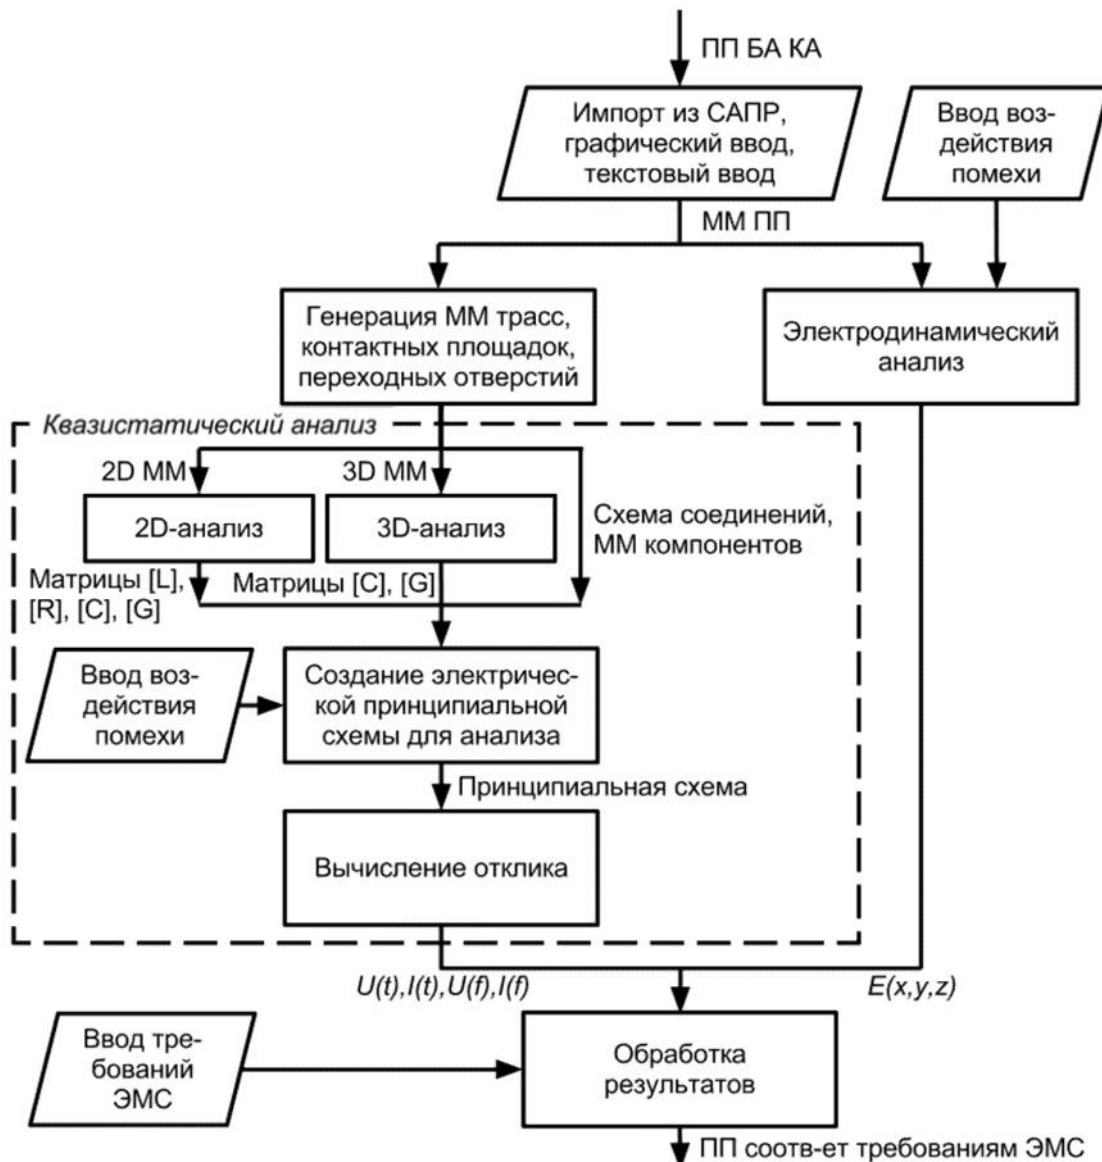 ПП БА КА
Импорт из САПР,
графический ввод,
текстовый ввод
Ввод воз-
действия
помехи
ММ ПП
Генерация ММ трасс,
контактных площадок,
переходных отверстий
Электродинамический
анализ
Квазистатический анализ
2D ММ
3D ММ
2D-анализ
3D-анализ
Схема соединений,
ММ компонентов
Матрицы [L],
[R], [C], [G]
Матрицы [C], [G]
Ввод воз-
действия
помехи
Создание электричес-
кой принципиальной
схемы для анализа
Принципиальная схема
Вычисление отклика
U(t),I(t),U(f),I(f)
E(x,y,z)
Ввод тре-
бований
ЭМС
Обработка
результатов
ПП соотв-ет требованиям ЭМС